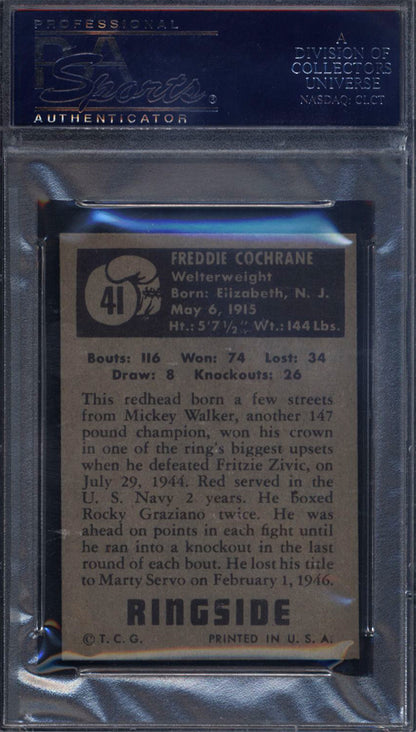 PROFESSIONAL
PSA
Sports®
AUTHENTICATOR
A
DIVISION OF
COLLECTORS
UNIVERSE
NASDAQ: CLCT
41
FREDDIE COCHRANE
Welterweight
Born: Eiizabeth, N. J.
May 6, 1915
Ht.: 5'7 1/2" Wt.: 144 Lbs.
Bouts: 116 Won: 74 Lost: 34
Draw: 8 Knockouts: 26
This redhead born a few streets
from Mickey Walker, another 147
pound champion, won his crown
in one of the ring's biggest upsets
when he defeated Fritzie Zivic, on
July 29, 1944. Red served in the
U. S. Navy 2 years. He boxed
Rocky Graziano twice. He was
ahead on points in each fight until
he ran into a knockout in the last
round of each bout. He lost his title
to Marty Servo on February 1, 1946.
RINGSIDE
© T. C. G. PRINTED IN U. S. A.